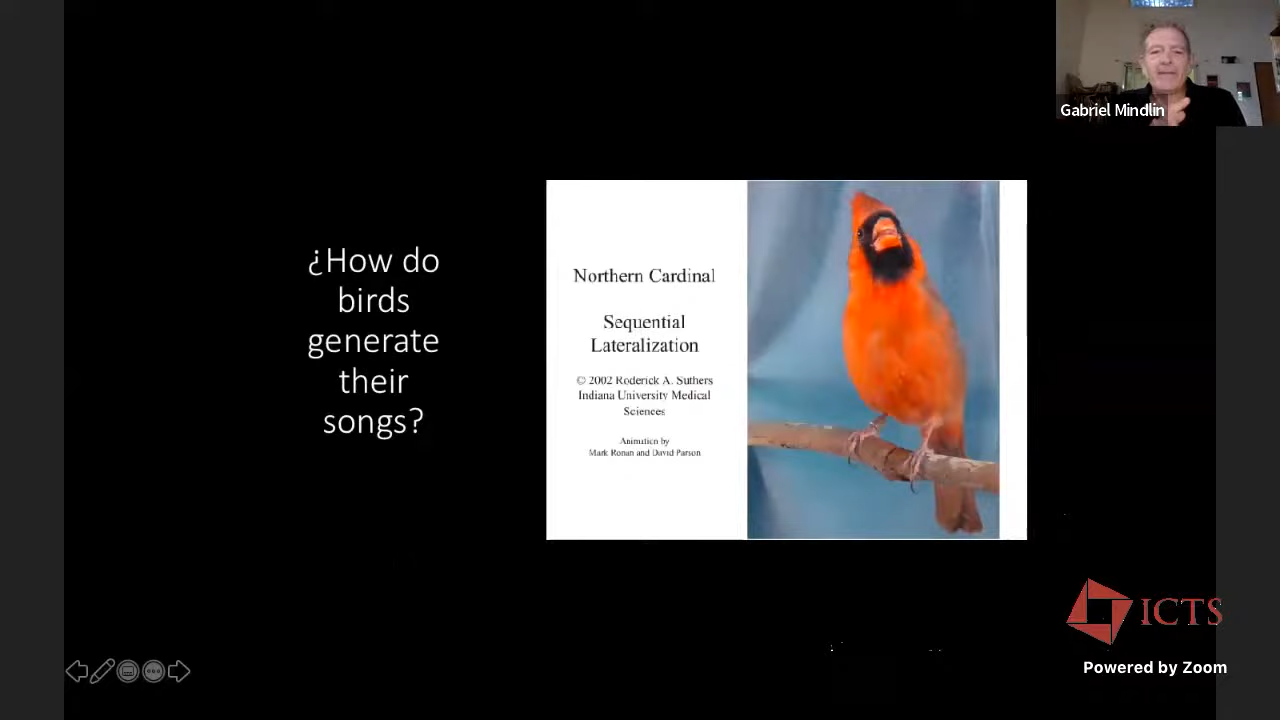 Gabriel Mindlin
¿How do
birds
generate
their
songs?
Northern Cardinal
Sequential
Lateralization
© 2002 Roderick A. Suthers
Indiana University Medical
Sciences
Animation by
Mark Ronan and David Parson
ICTS
Powered by Zoom